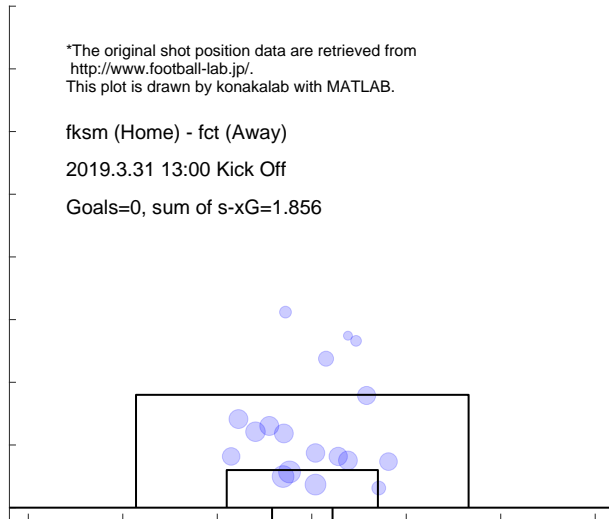 *The original shot position data are retrieved from
http://www.football-lab.jp/.
This plot is drawn by konakalab with MATLAB.
fksm (Home) - fct (Away)
2019.3.31 13:00 Kick Off
Goals=0, sum of s-xG=1.856